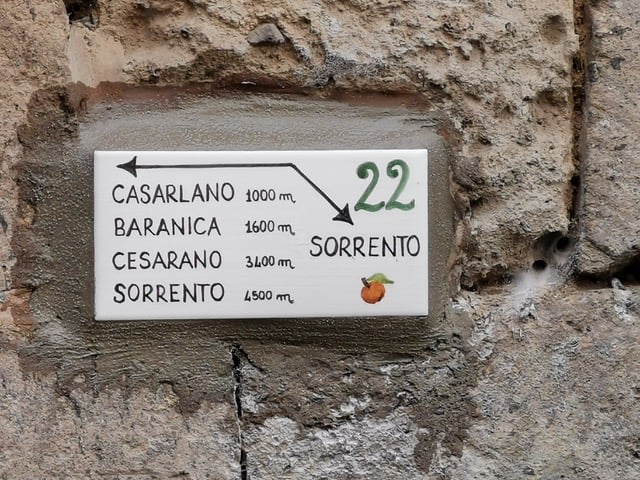 22
CASARLANO 1000 m
BARANICA 1600 m
CESARANO 3400 m
SORRENTO 4500 m
SORRENTO